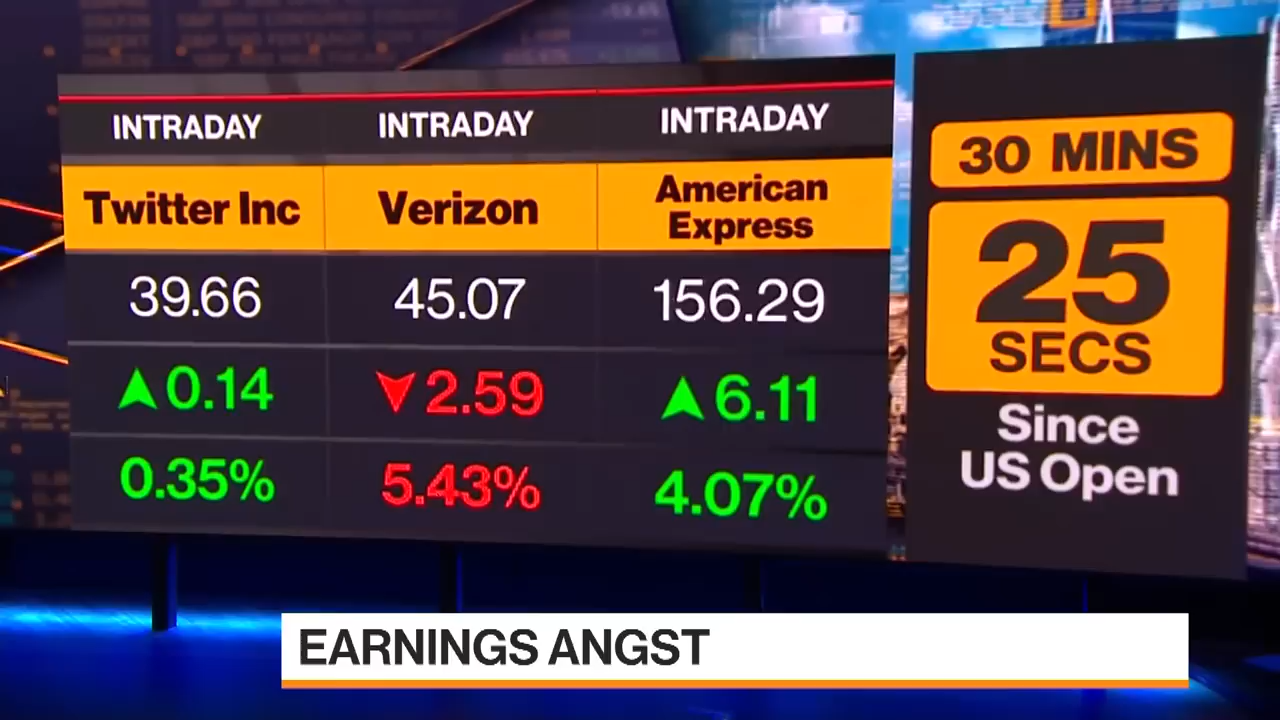 INTRADAY INTRADAY INTRADAY
Twitter Inc Verizon American
Express
39.66 45.07 156.29
▲0.14 ▼2.59 ▲6.11
0.35% 5.43% 4.07%
30 MINS
25
SECS
Since
US Open
EARNINGS ANGST